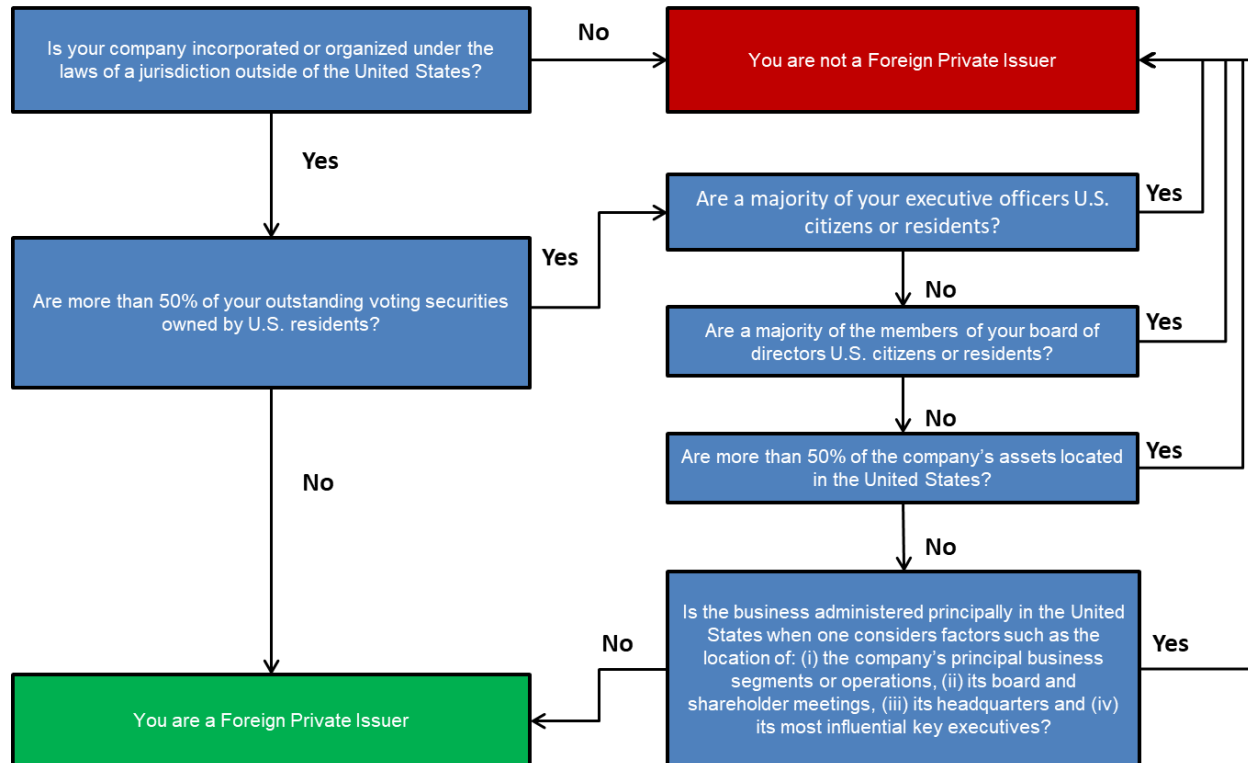 Is your company incorporated or organized under the
laws of a jurisdiction outside of the United States?
No
You are not a Foreign Private Issuer
Yes
Are a majority of your executive officers U.S.
citizens or residents?
Yes
Are more than 50% of your outstanding voting securities
owned by U.S. residents?
Yes
No
Are a majority of the members of your board of
directors U.S. citizens or residents?
Yes
No
Are more than 50% of the company’s assets located
in the United States?
Yes
No
No
Is the business administered principally in the United
States when one considers factors such as the
location of: (i) the company’s principal business
segments or operations, (ii) its board and
shareholder meetings, (iii) its headquarters and (iv)
its most influential key executives?
Yes
No
You are a Foreign Private Issuer